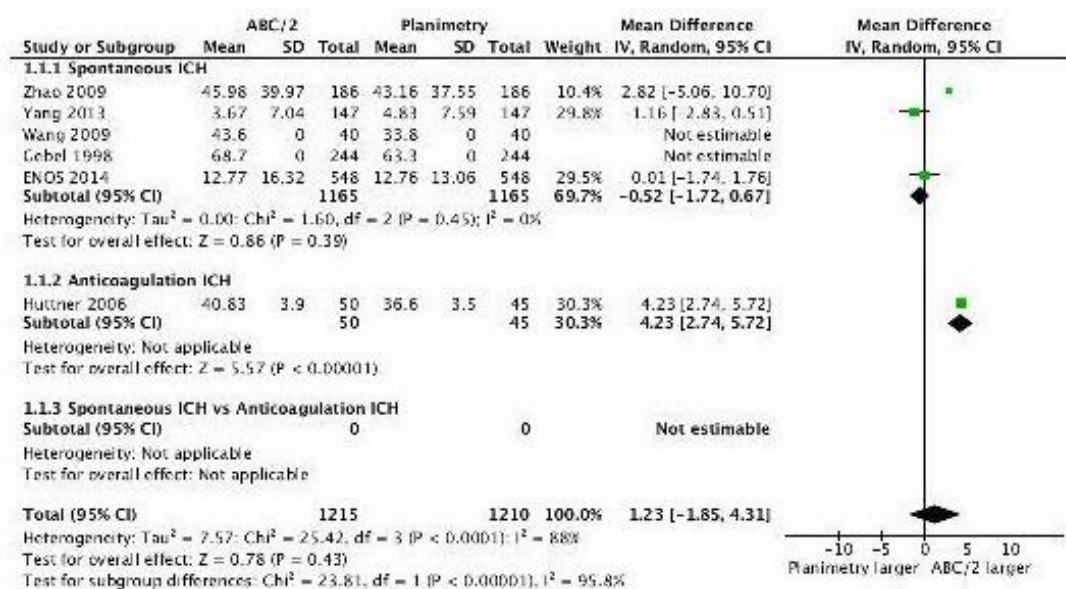 ABC/2 Planimetry Mean Difference Mean Difference
Study or Subgroup Mean SD Total Mean SD Total Weight IV, Random, 95% CI IV, Random, 95% CI
1.1.1 Spontaneous ICH
Zhao 2009 45.98 39.97 186 43.16 37.55 186 10.4% 2.82 [-5.06, 10.70]
Yang 2013 3.67 7.04 147 4.83 7.59 147 29.8% -1.16 [-2.83, 0.51]
Wang 2009 43.6 0 40 33.8 0 40 Not estimable
Gebel 1998 68.7 0 244 63.3 0 244 Not estimable
ENOS 2014 12.77 16.32 548 12.76 13.06 548 29.5% 0.01 [-1.74, 1.76]
Subtotal (95% CI) 1165 1165 69.7% -0.52 [-1.72, 0.67]
Heterogeneity: Tau² = 0.00; Chi² = 1.60, df = 2 (P = 0.45); I² = 0%
Test for overall effect: Z = 0.86 (P = 0.39)
1.1.2 Anticoagulation ICH
Huttner 2006 40.83 3.9 50 36.6 3.5 45 30.3% 4.23 [2.74, 5.72]
Subtotal (95% CI) 50 45 30.3% 4.23 [2.74, 5.72]
Heterogeneity: Not applicable
Test for overall effect: Z = 5.57 (P < 0.00001)
1.1.3 Spontaneous ICH vs Anticoagulation ICH
Subtotal (95% CI) 0 0 Not estimable
Heterogeneity: Not applicable
Test for overall effect: Not applicable
Total (95% CI) 1215 1210 100.0% 1.23 [-1.85, 4.31]
Heterogeneity: Tau² = 7.57; Chi² = 25.42, df = 3 (P < 0.0001); I² = 88%
Test for overall effect: Z = 0.78 (P = 0.43)
Test for subgroup differences: Chi² = 23.81, df = 1 (P < 0.00001), I² = 95.8%
-10 -5 0 5 10
Planimetry larger ABC/2 larger